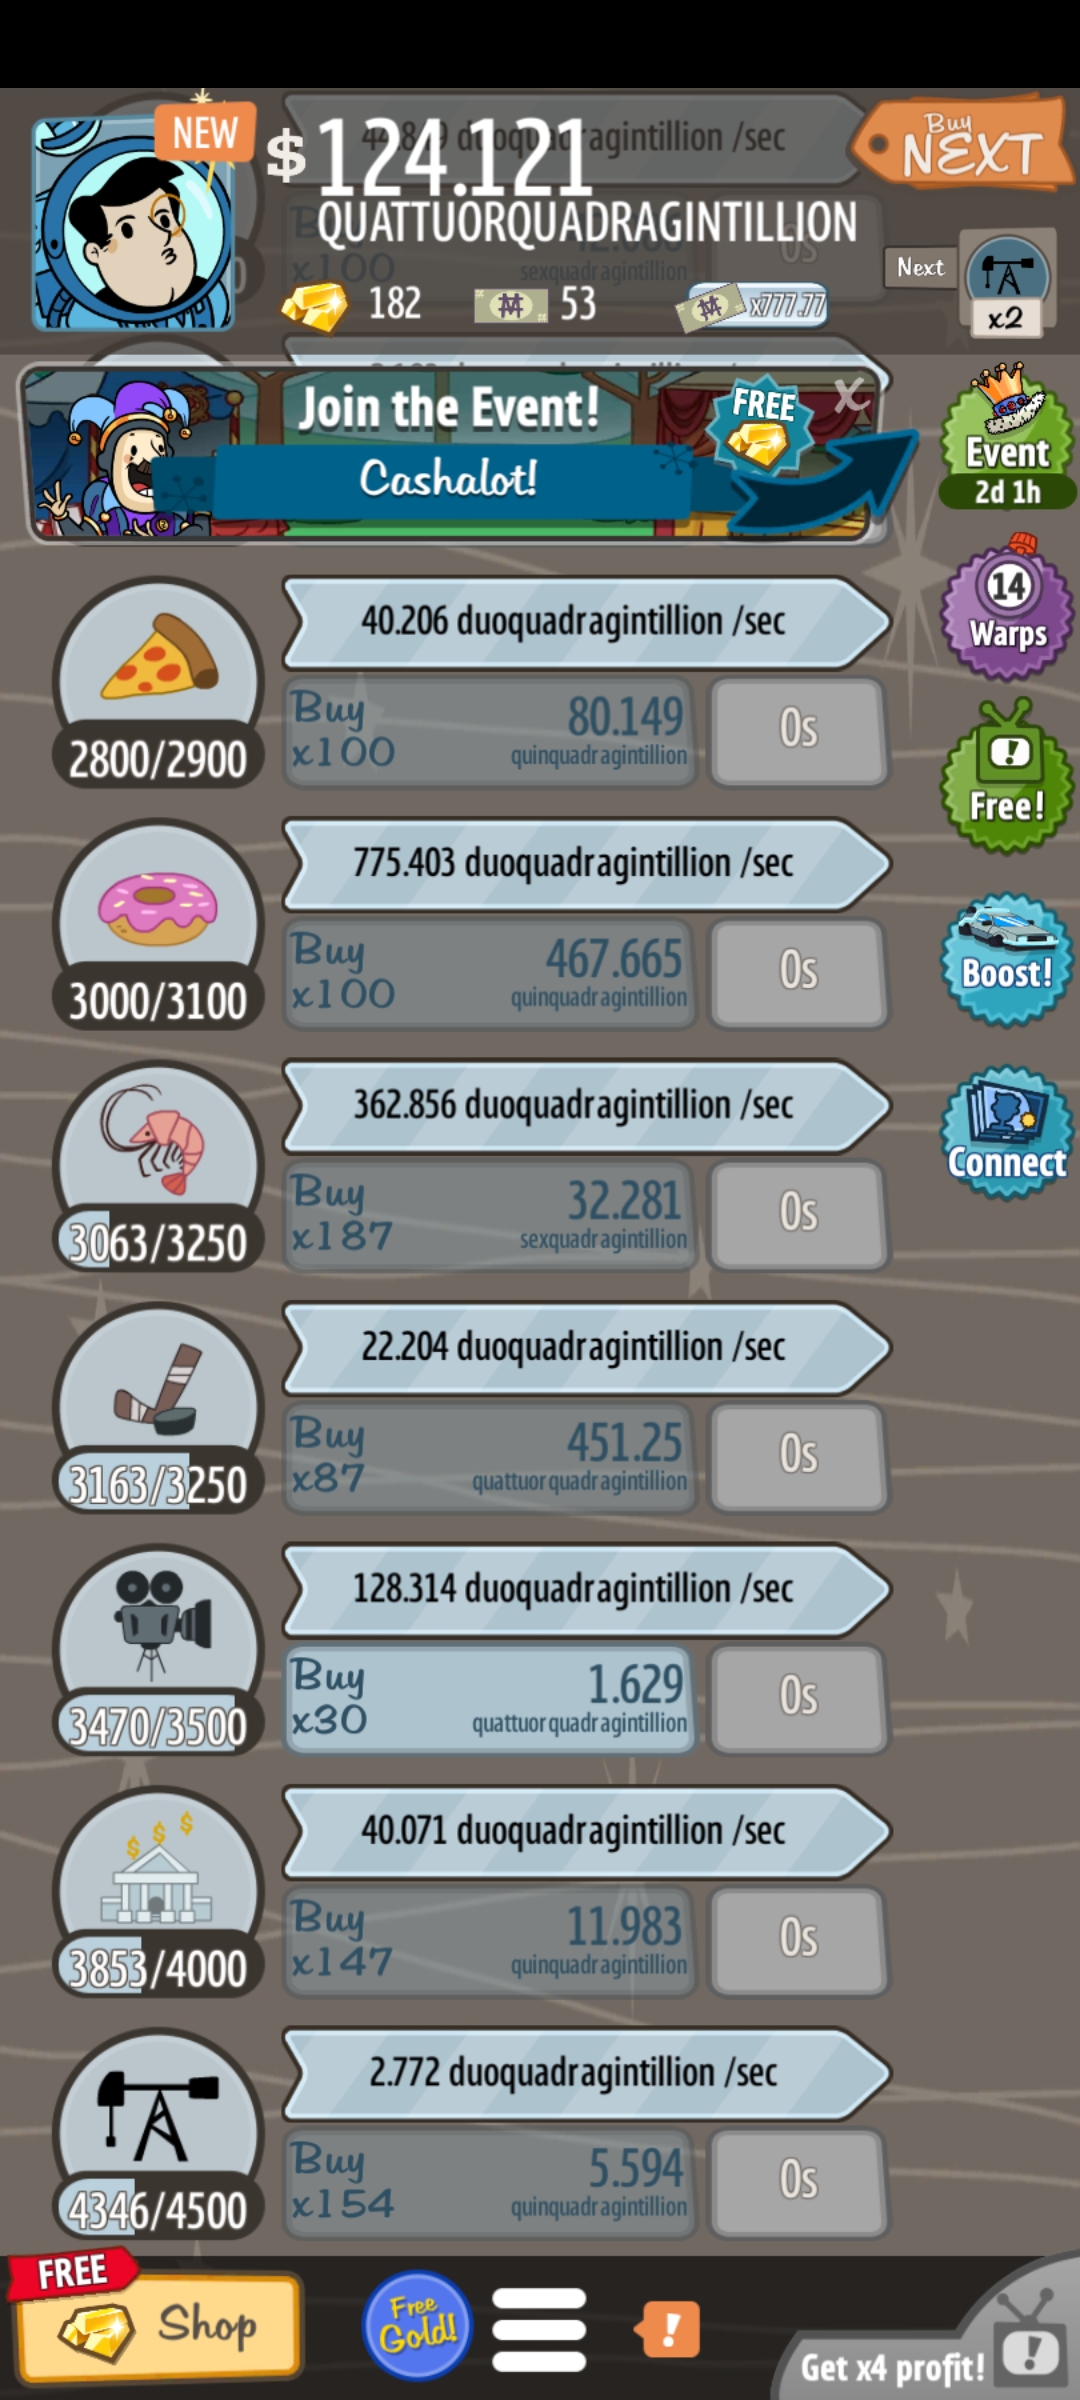 NEW
$ 124.121
QUATTUORQUADRAGINTILLION
Buy
NEXT
duoquadragintillion /sec
x100
sexquadragintillion
0s
182
53
x777.77
Next
x2
Join the Event!
Cashalot!
FREE
X
Event
2d 1h
40.206 duoquadragintillion /sec
14
Warps
2800/2900
Buy
x100
80.149
quinquadragintillion
0s
Free!
775.403 duoquadragintillion /sec
3000/3100
Buy
x100
467.665
quinquadragintillion
0s
Boost!
362.856 duoquadragintillion /sec
Connect
3063/3250
Buy
x187
32.281
sexquadragintillion
0s
22.204 duoquadragintillion /sec
3163/3250
Buy
x87
451.25
quattuorquadragintillion
0s
128.314 duoquadragintillion /sec
3470/3500
Buy
x30
1.629
quattuorquadragintillion
0s
$ $ $
40.071 duoquadragintillion /sec
3853/4000
Buy
x147
11.983
quinquadragintillion
0s
2.772 duoquadragintillion /sec
4346/4500
Buy
x154
5.594
quinquadragintillion
0s
FREE
Shop
Free
Gold!
!
Get x4 profit!
!